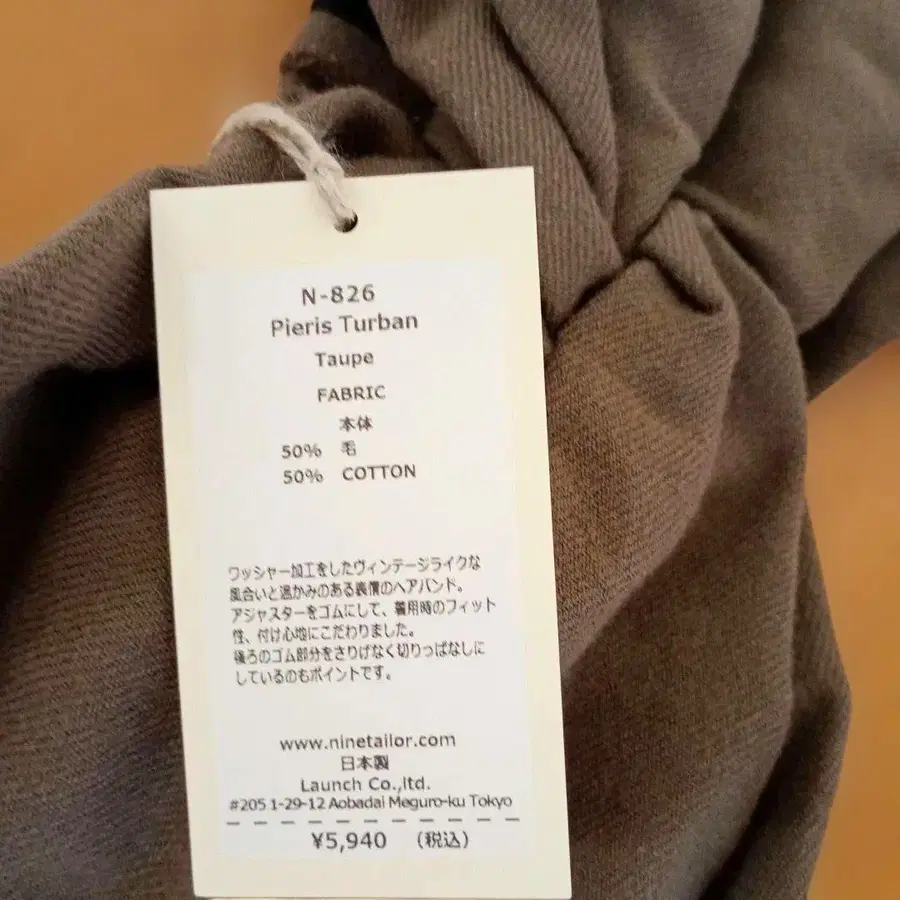 N-826
Pieris Turban
Taupe
FABRIC
本体
50% 毛
50% COTTON
ワッシャー加工をしたヴィンテージライクな
風合いと温かみのある表情のヘアバンド。
アジャスターをゴムにして、着用時のフィット
性、付け心地にこだわりました。
後ろのゴム部分をさりげなく切りっぱなしに
しているのもポイントです。
www.ninetailor.com
日本製
Launch Co.,ltd.
#205 1-29-12 Aobadai Meguro-ku Tokyo
¥5,940 （税込）